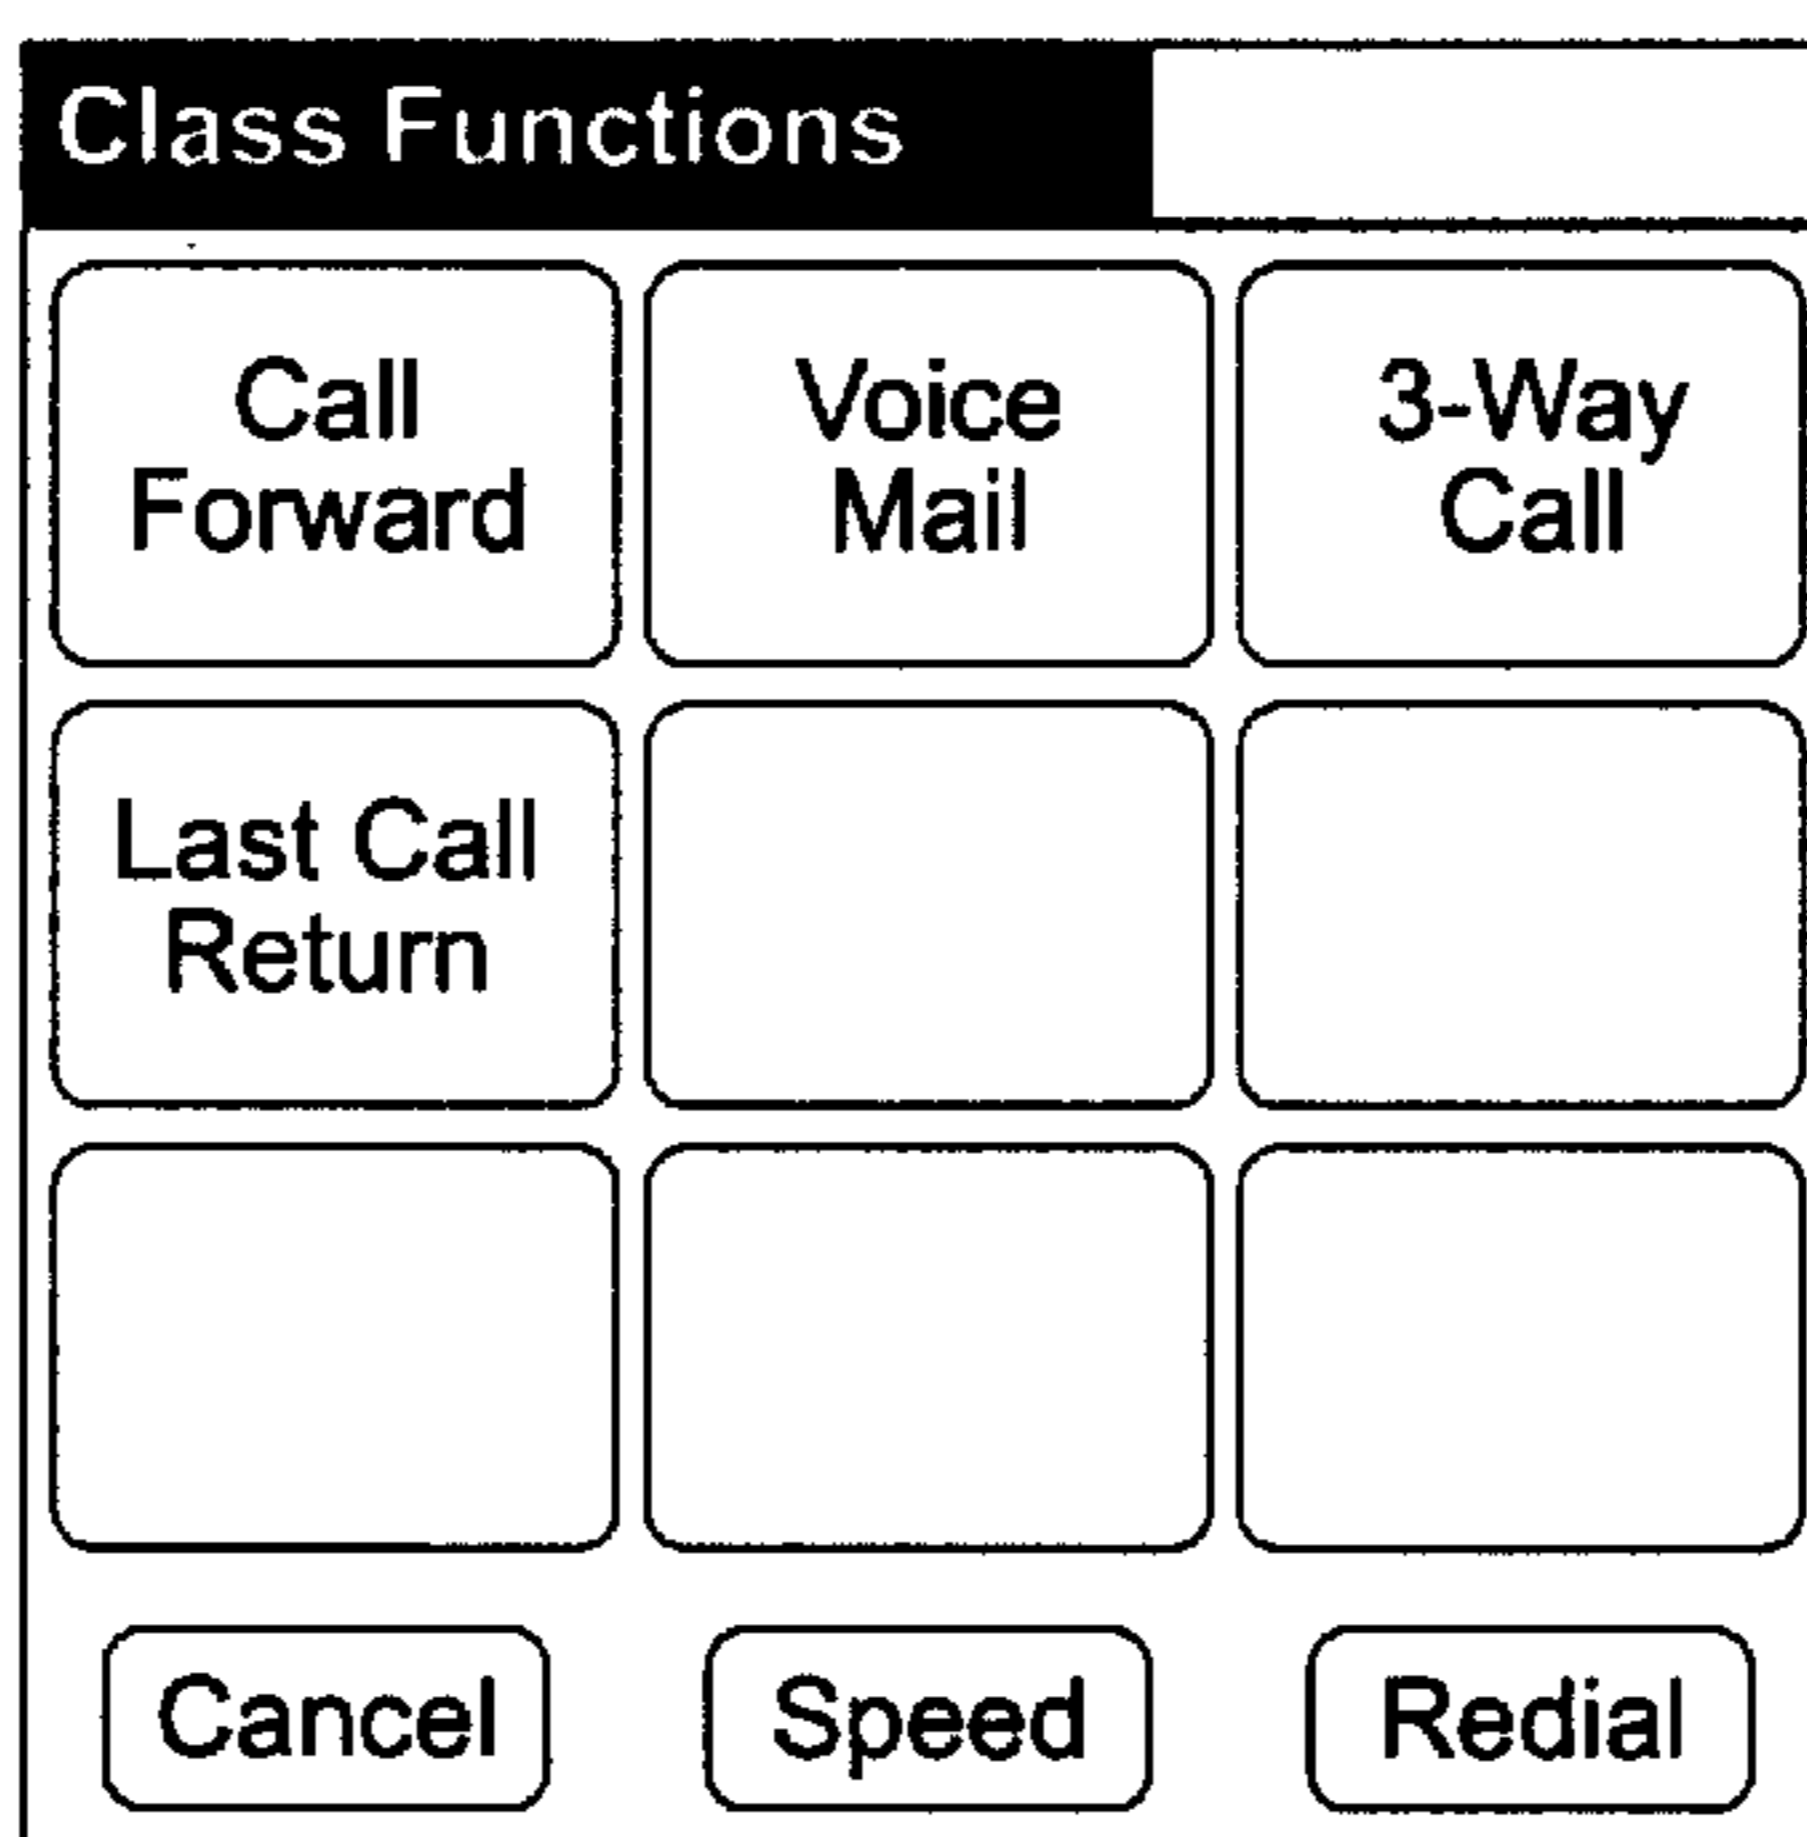 Class Functions
Call
Forward
Voice
Mail
3-Way
Call
Last Call
Return
Cancel
Speed
Redial